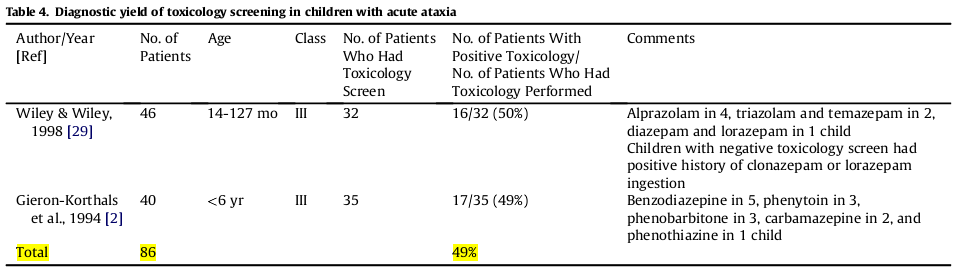 Table 4. Diagnostic yield of toxicology screening in children with acute ataxia
Author/Year [Ref] | No. of Patients | Age | Class | No. of Patients Who Had Toxicology Screen | No. of Patients With Positive Toxicology/ No. of Patients Who Had Toxicology Performed | Comments
Wiley & Wiley, 1998 [29] | 46 | 14-127 mo | III | 32 | 16/32 (50%) | Alprazolam in 4, triazolam and temazepam in 2, diazepam and lorazepam in 1 child Children with negative toxicology screen had positive history of clonazepam or lorazepam ingestion
Gieron-Korthals et al., 1994 [2] | 40 | <6 yr | III | 35 | 17/35 (49%) | Benzodiazepine in 5, phenytoin in 3, phenobarbitone in 3, carbamazepine in 2, and phenothiazine in 1 child
Total | 86 | 49%